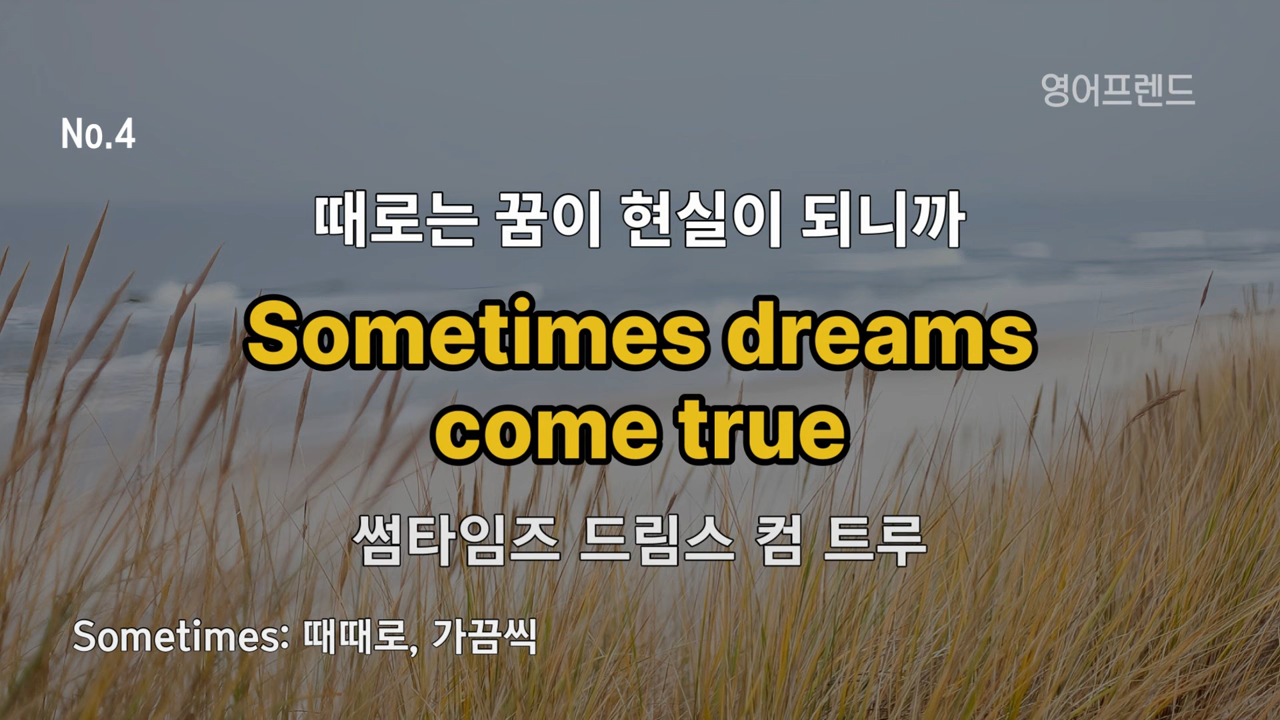 영어프렌드
No.4
때로는 꿈이 현실이 되니까
Sometimes dreams
come true
썸타임즈 드림스 컴 트루
Sometimes: 때때로, 가끔씩